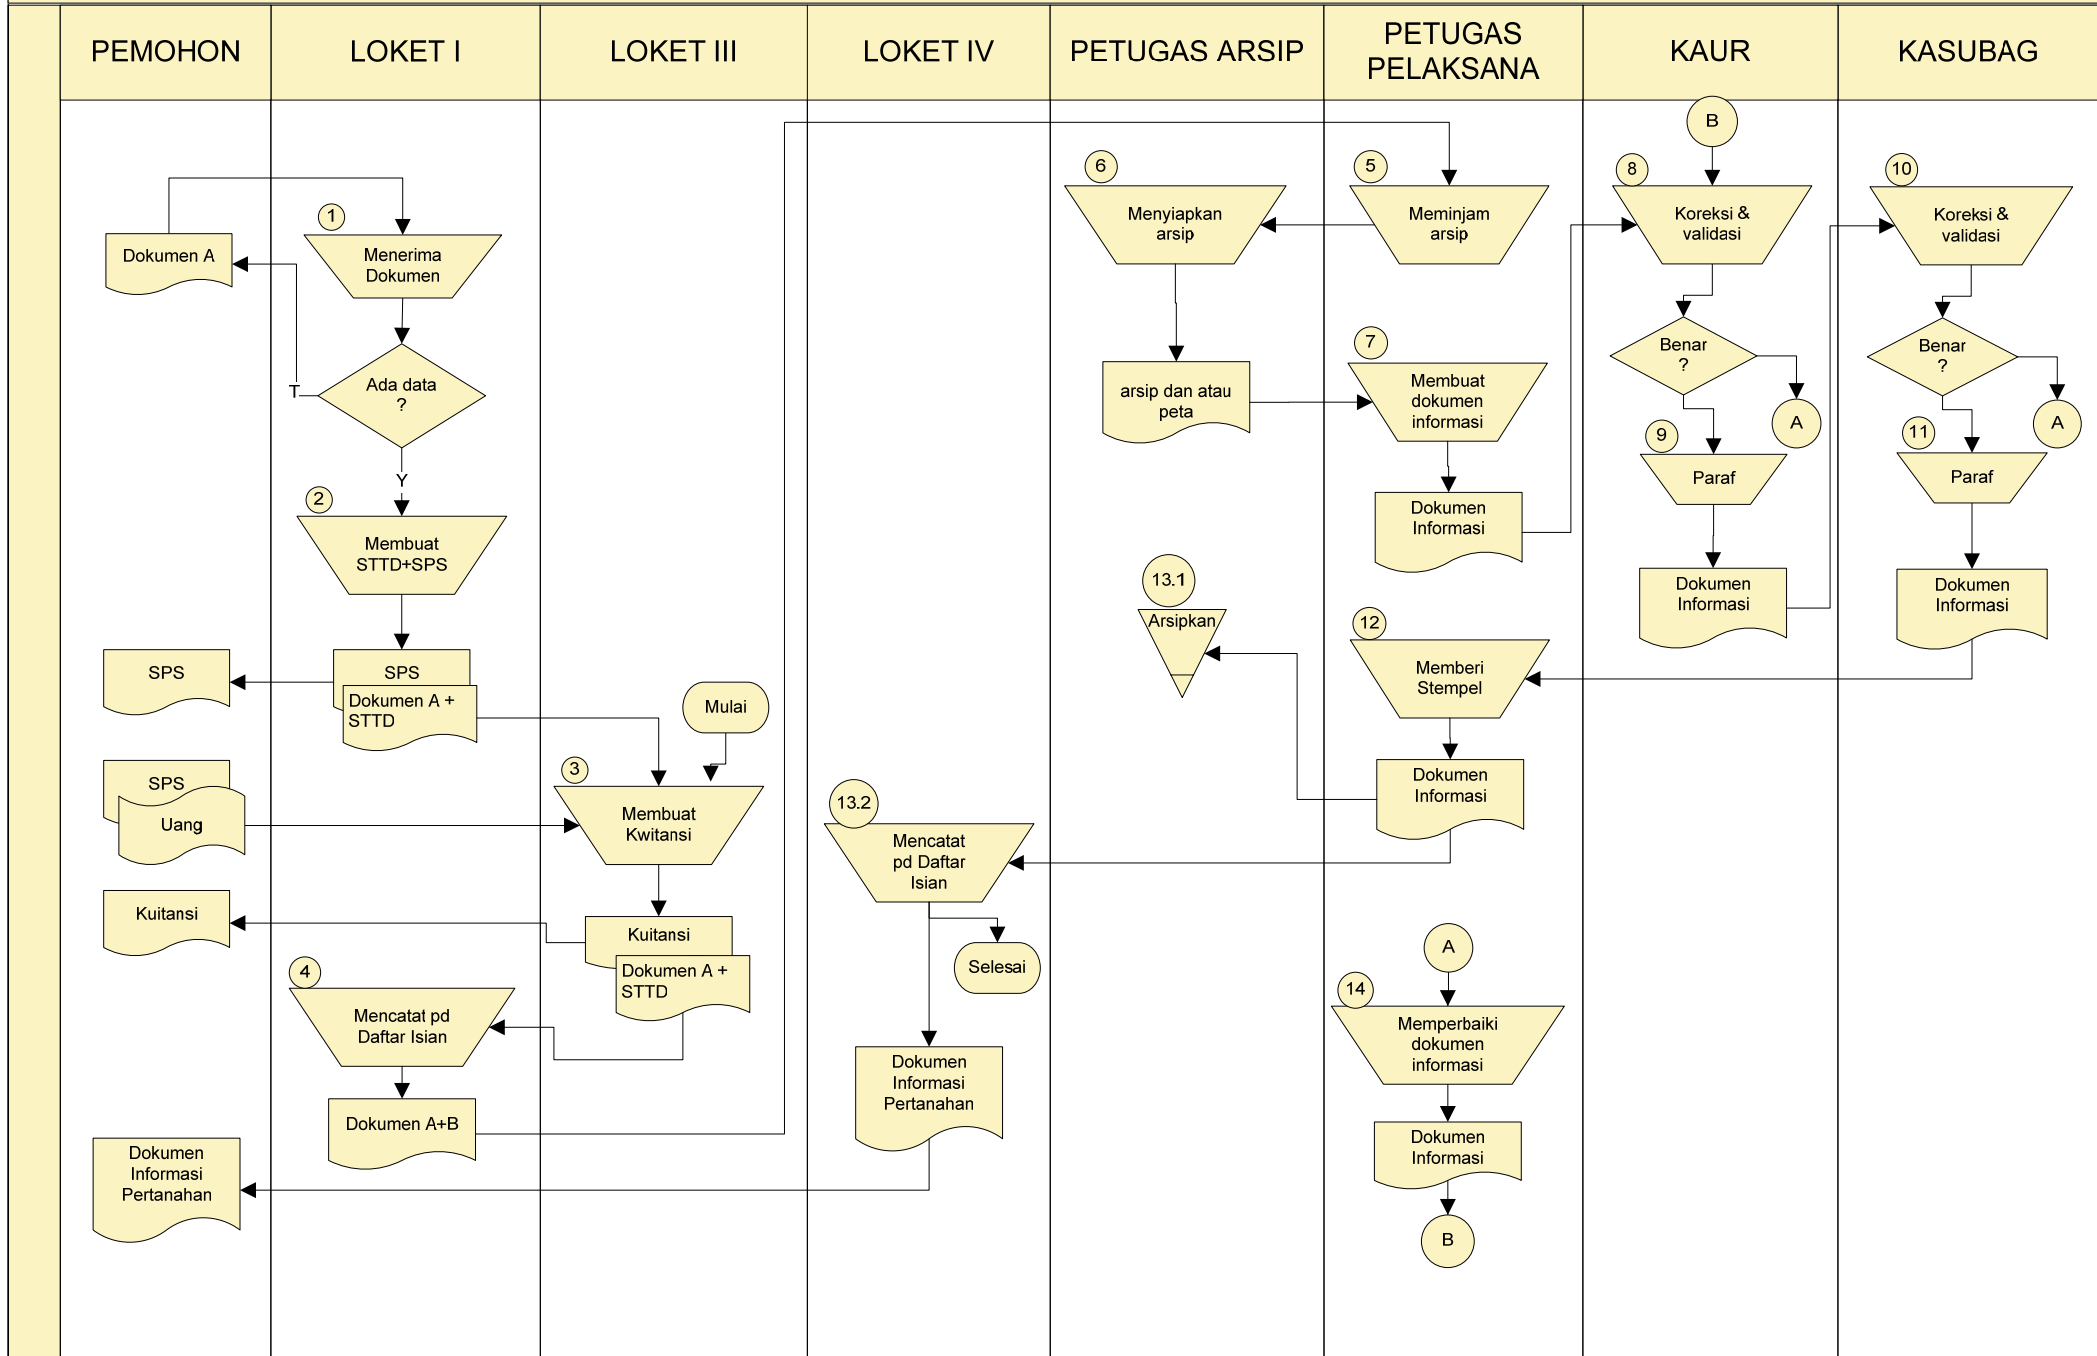 PEMOHON
LOKET I
LOKET III
LOKET IV
PETUGAS ARSIP
PETUGAS
PELAKSANA
KAUR
KASUBAG
Dokumen A
SPS
SPS
Uang
Kuitansi
Dokumen
Informasi
Pertanahan
1
Menerima
Dokumen
Ada data
?
T
Y
2
Membuat
STTD+SPS
SPS
Dokumen A +
STTD
4
Mencatat pd
Daftar Isian
Dokumen A+B
Mulai
3
Membuat
Kwitansi
Kuitansi
Dokumen A +
STTD
13.2
Mencatat
pd Daftar
Isian
Selesai
Dokumen
Informasi
Pertanahan
6
Menyiapkan
arsip
arsip dan atau
peta
13.1
Arsipkan
5
Meminjam
arsip
7
Membuat
dokumen
informasi
Dokumen
Informasi
12
Memberi
Stempel
Dokumen
Informasi
A
14
Memperbaiki
dokumen
informasi
Dokumen
Informasi
B
B
8
Koreksi &
validasi
Benar
?
A
9
Paraf
Dokumen
Informasi
10
Koreksi &
validasi
Benar
?
A
11
Paraf
Dokumen
Informasi